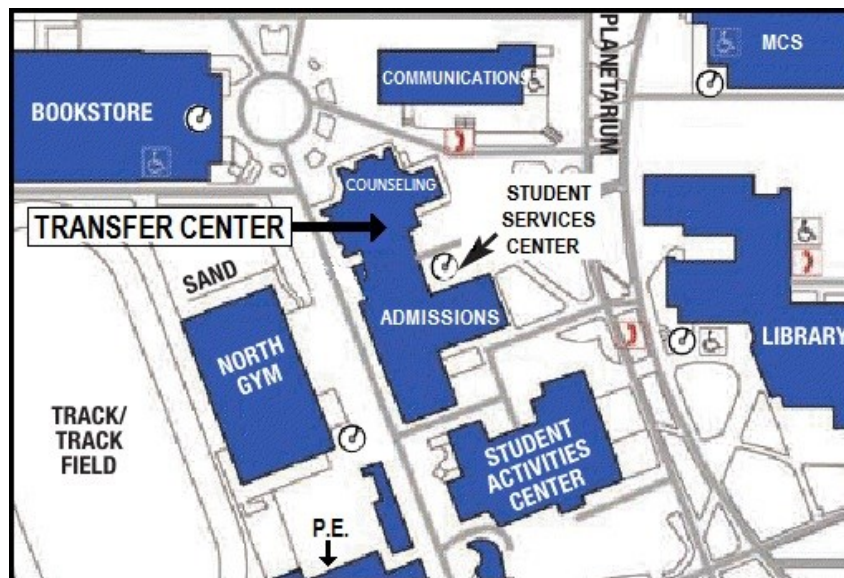 MCS
COMMUNICATIONS
PLANETARIUM
BOOKSTORE
COUNSELING
STUDENT
SERVICES
CENTER
TRANSFER CENTER
SAND
ADMISSIONS
LIBRARY
NORTH
GYM
TRACK/
TRACK
FIELD
STUDENT
ACTIVITIES
CENTER
P.E.